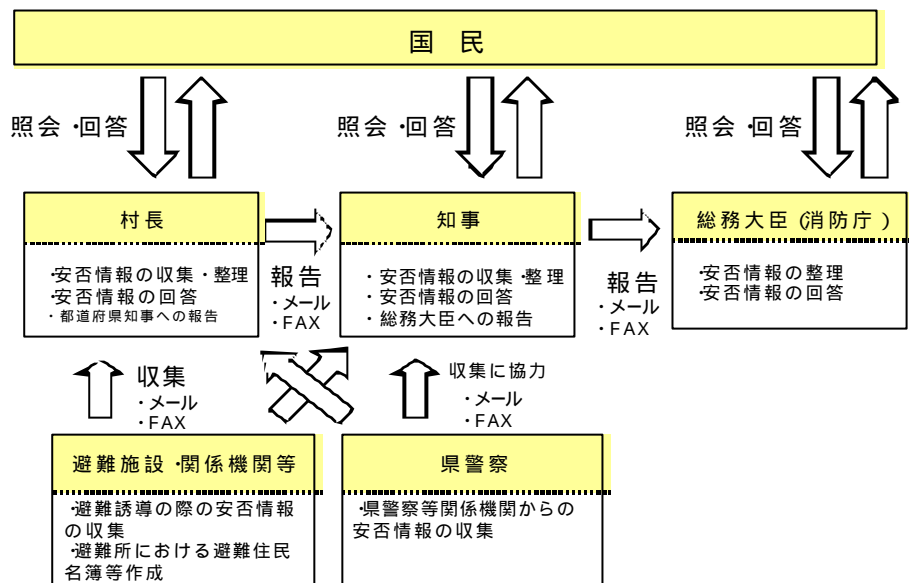 国 民
照会・回答
照会・回答
照会・回答
村長
・安否情報の収集・整理
・安否情報の回答
・都道府県知事への報告
報告
・メール
・FAX
知事
・安否情報の収集・整理
・安否情報の回答
・総務大臣への報告
報告
・メール
・FAX
総務大臣(消防庁)
・安否情報の整理
・安否情報の回答
収集
・メール
・FAX
収集に協力
・メール
・FAX
避難施設・関係機関等
・避難誘導の際の安否情報
の収集
・避難所における避難住民
名簿等作成
県警察
・県警察等関係機関からの
安否情報の収集